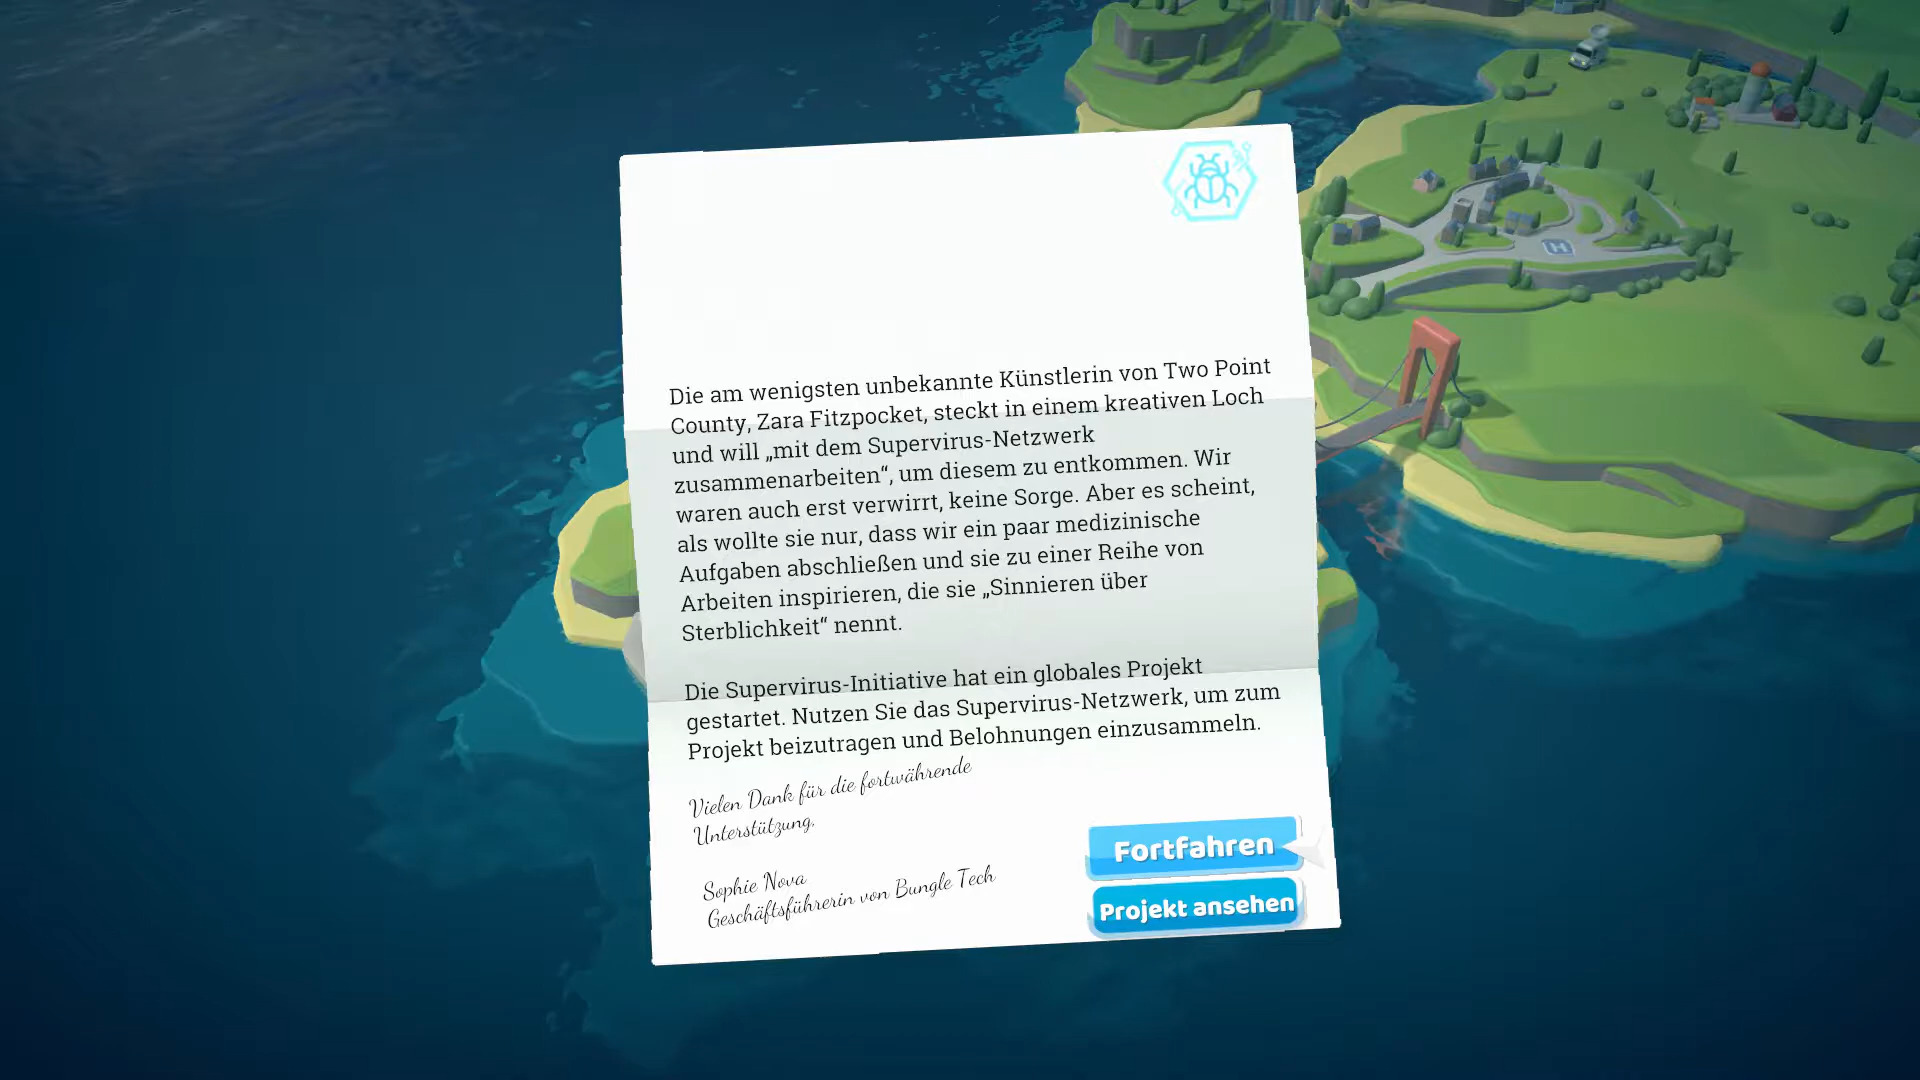 Die am wenigsten unbekannte Künstlerin von Two Point
County, Zara Fitzpocket, steckt in einem kreativen Loch
und will „mit dem Supervirus-Netzwerk
zusammenarbeiten“, um diesem zu entkommen. Wir
waren auch erst verwirrt, keine Sorge. Aber es scheint,
als wollte sie nur, dass wir ein paar medizinische
Aufgaben abschließen und sie zu einer Reihe von
Arbeiten inspirieren, die sie „Sinnieren über
Sterblichkeit“ nennt.
Die Supervirus-Initiative hat ein globales Projekt
gestartet. Nutzen Sie das Supervirus-Netzwerk, um zum
Projekt beizutragen und Belohnungen einzusammeln.
Vielen Dank für die fortwährende
Unterstützung,
Sophie Nova
Geschäftsführerin von Bungle Tech
Fortfahren
Projekt ansehen
H